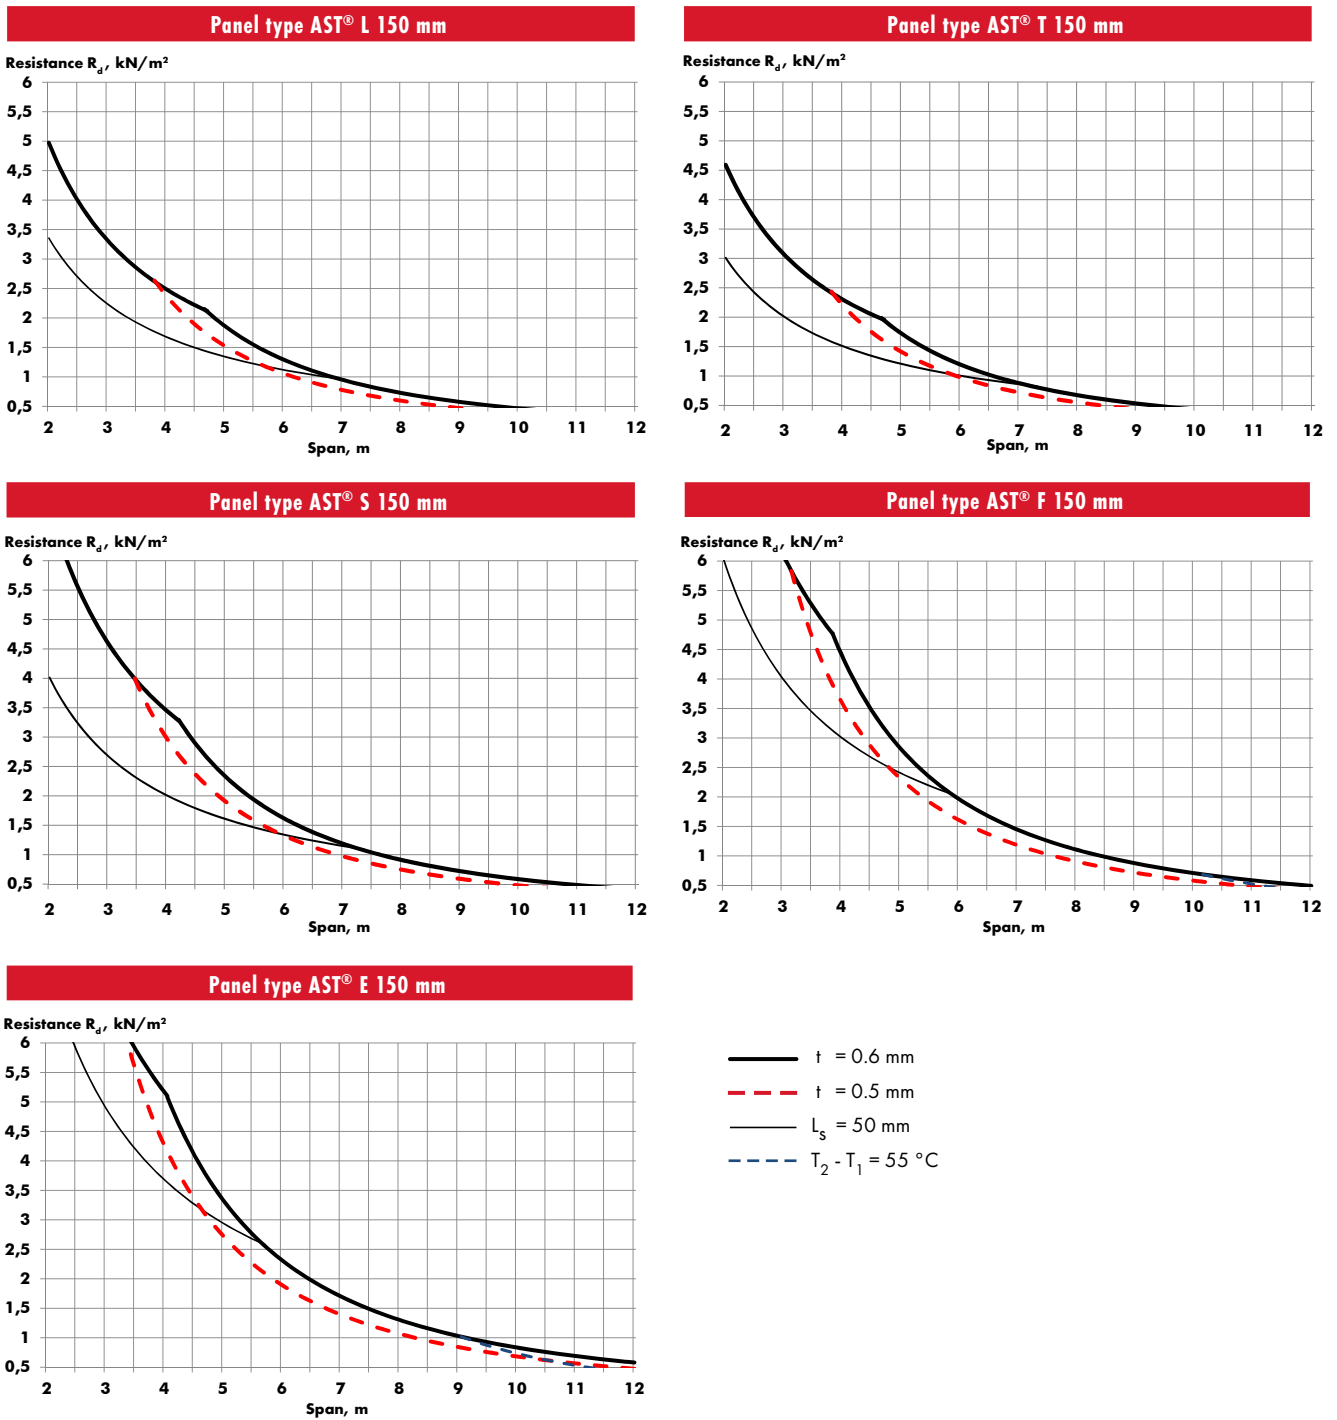 Panel type AST® L 150 mm
Resistance Rd, kN/m²
6
5,5
5
4,5
4
3,5
3
2,5
2
1,5
1
0,5
2 3 4 5 6 7 8 9 10 11 12
Span, m
Panel type AST® T 150 mm
Resistance Rd, kN/m²
6
5,5
5
4,5
4
3,5
3
2,5
2
1,5
1
0,5
2 3 4 5 6 7 8 9 10 11 12
Span, m
Panel type AST® S 150 mm
Resistance Rd, kN/m²
6
5,5
5
4,5
4
3,5
3
2,5
2
1,5
1
0,5
2 3 4 5 6 7 8 9 10 11 12
Span, m
Panel type AST® F 150 mm
Resistance Rd, kN/m²
6
5,5
5
4,5
4
3,5
3
2,5
2
1,5
1
0,5
2 3 4 5 6 7 8 9 10 11 12
Span, m
Panel type AST® E 150 mm
Resistance Rd, kN/m²
6
5,5
5
4,5
4
3,5
3
2,5
2
1,5
1
0,5
2 3 4 5 6 7 8 9 10 11 12
Span, m
t = 0.6 mm
t = 0.5 mm
LS = 50 mm
T2 - T1 = 55 °C